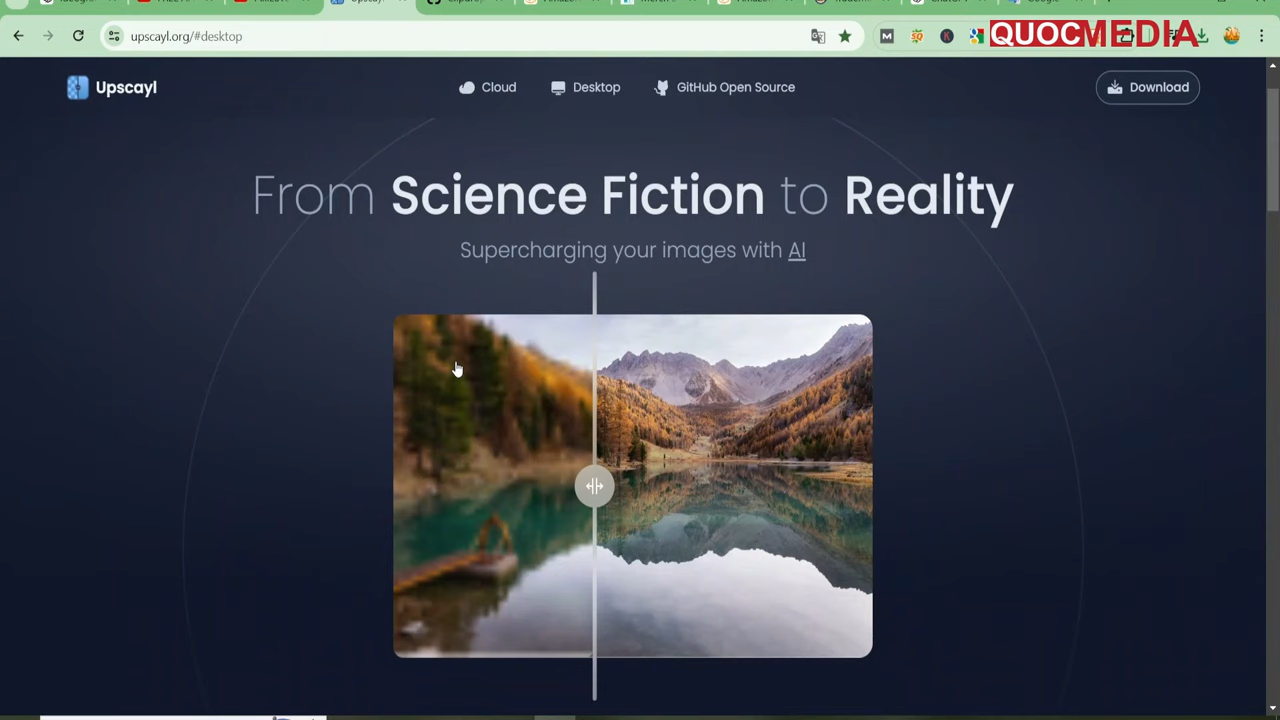 upscayl.org/#desktop
QUOCMEDIA
Upscayl
Cloud
Desktop
GitHub Open Source
Download
From Science Fiction to Reality
Supercharging your images with AI